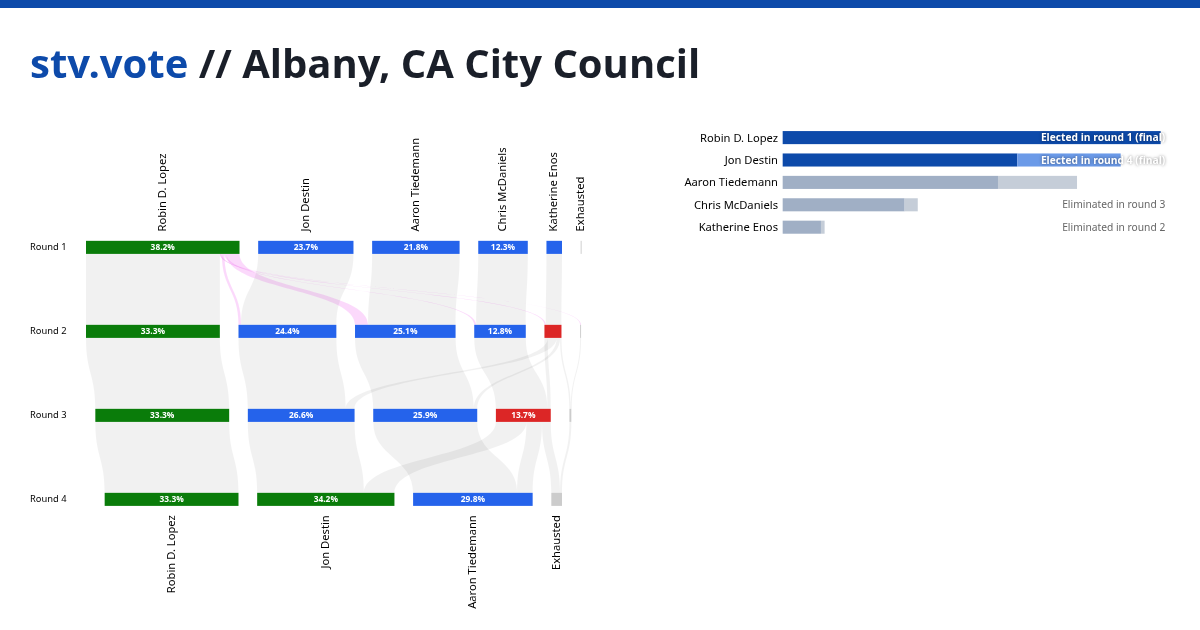 stv.vote // Albany, CA City Council
Robin D. Lopez
Jon Destin
Aaron Tiedemann
Chris McDaniels
Katherine Enos
Exhausted
Round 1
38.2%
23.7%
21.8%
12.3%
Round 2
33.3%
24.4%
25.1%
12.8%
Round 3
33.3%
26.6%
25.9%
13.7%
Round 4
33.3%
34.2%
29.8%
Robin D. Lopez
Jon Destin
Aaron Tiedemann
Exhausted
Robin D. Lopez Elected in round 1 (final)
Jon Destin Elected in round 4 (final)
Aaron Tiedemann
Chris McDaniels Eliminated in round 3
Katherine Enos Eliminated in round 2